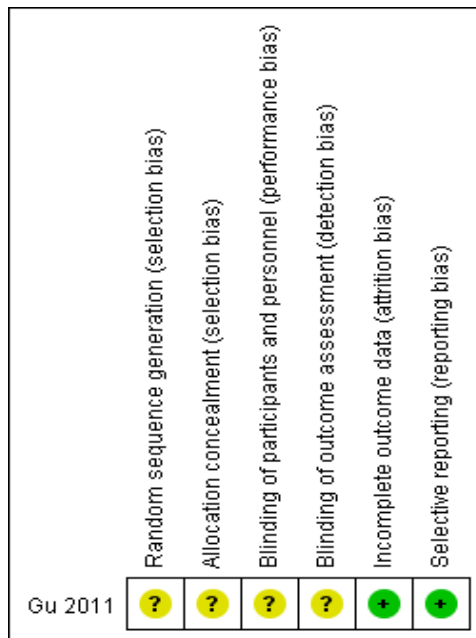 Random sequence generation (selection bias)
Allocation concealment (selection bias)
Blinding of participants and personnel (performance bias)
Blinding of outcome assessment (detection bias)
Incomplete outcome data (attrition bias)
Selective reporting (reporting bias)
Gu 2011 ? ? ? ? + +